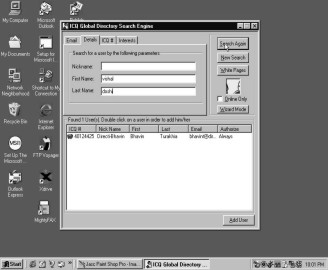 My Computer
Microsoft Outlook
ICQ Global Directory Search Engine
Email Details ICQ # Interests
Search for a user by the following parameters
Search Again
My Documents
Setup for Microsoft I...
Nickname:
New Search
First Name: vishal
White Pages
Last Name:
Network Neighborhood
Shortcut to My Connection
Online Only
Wizard Mode
Found 1 User(s). Double click on a user in order to add him/her
Recycle Bin
Internet Explorer
ICQ # Nick Name First Last Email Authorize
Direct-Bhavin Bhavin Turakhia Always
Set Up The Microsoft...
FTP Voyager
Outlook Express
Xdrive
MightyFAX
Add User
Start
Jasc Paint Shop Pro - Ima...
ICQ Global Directory ...
10:01 PM